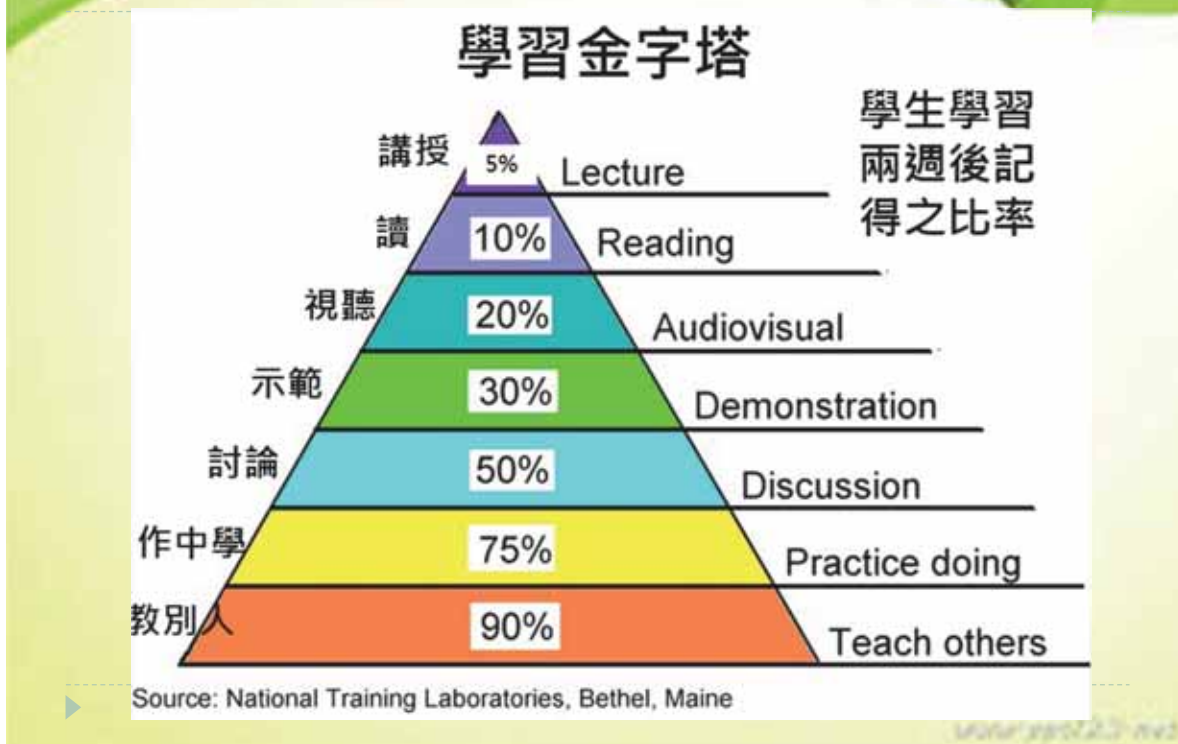 學習金字塔
學生學習
兩週後記
得之比率
講授 5% Lecture
讀 10% Reading
視聽 20% Audiovisual
示範 30% Demonstration
討論 50% Discussion
作中學 75% Practice doing
教別人 90% Teach others
Source: National Training Laboratories, Bethel, Maine